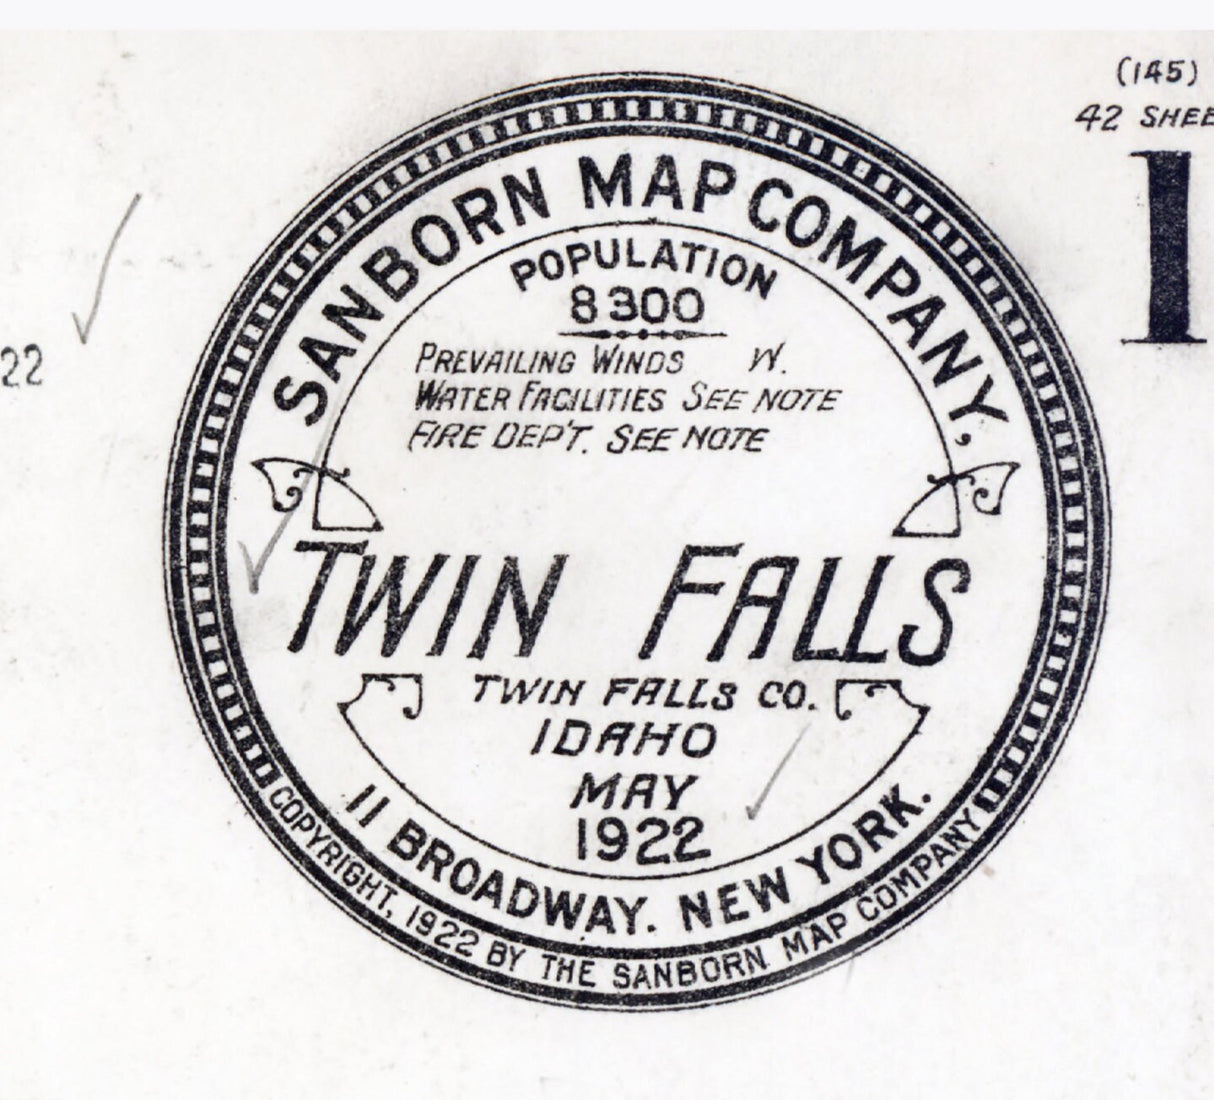 (145)
42 SHEE
1
22
SANBORN MAP COMPANY,
POPULATION
8300
PREVAILING WINDS W.
WATER FACILITIES SEE NOTE
FIRE DEP'T. SEE NOTE
TWIN FALLS
TWIN FALLS CO.
IDAHO
MAY
1922
11 BROADWAY. NEW YORK.
COPYRIGHT, 1922 BY THE SANBORN MAP COMPANY